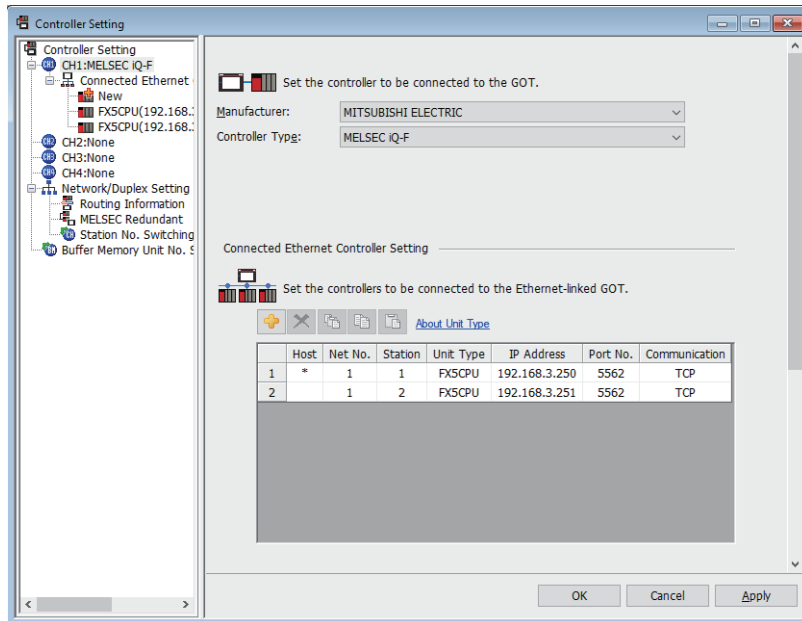 Controller Setting
Controller Setting
CH1:MELSEC iQ-F
Connected Ethernet
New
FX5CPU(192.168.
FX5CPU(192.168.
CH2:None
CH3:None
CH4:None
Network/Duplex Setting
Routing Information
MELSEC Redundant
Station No. Switching
Buffer Memory Unit No. S
Set the controller to be connected to the GOT.
Manufacturer: MITSUBISHI ELECTRIC
Controller Type: MELSEC iQ-F
Connected Ethernet Controller Setting
Set the controllers to be connected to the Ethernet-linked GOT.
About Unit Type
Host Net No. Station Unit Type IP Address Port No. Communication
1 * 1 1 FX5CPU 192.168.3.250 5562 TCP
2 1 2 FX5CPU 192.168.3.251 5562 TCP
OK Cancel Apply